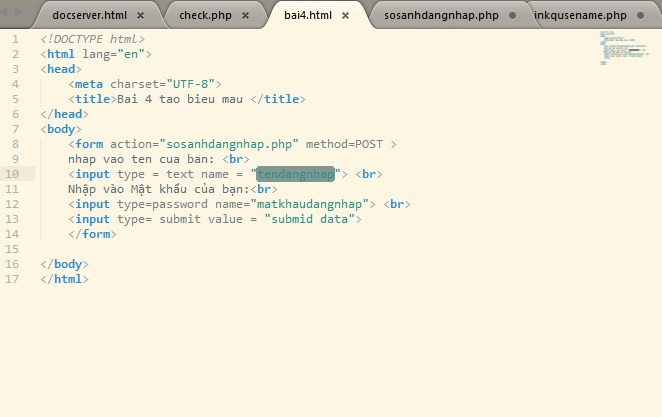 docserver.html × check.php × bai4.html × sosanhdangnhap.php inkqusename.php
1 <!DOCTYPE html>
2 <html lang="en">
3 <head>
4 <meta charset="UTF-8">
5 <title>Bai 4 tao bieu mau </title>
6 </head>
7 <body>
8 <form action="sosanhdangnhap.php" method=POST >
9 nhap vao ten cua ban: <br>
10 <input type = text name = "tendangnhap"> <br>
11 Nhập vào Mật khẩu của bạn:<br>
12 <input type=password name="matkhaudangnhap"> <br>
13 <input type= submit value = "submid data">
14 </form>
15
16 </body>
17 </html>